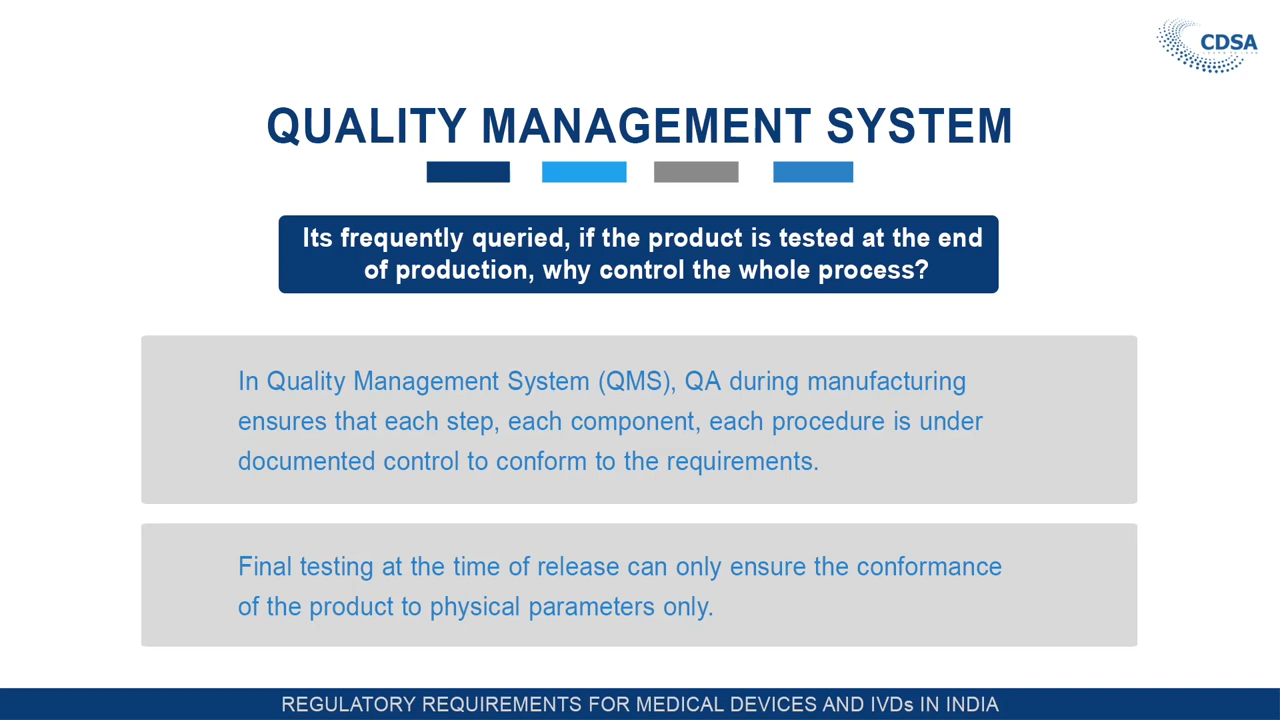 CDSA
QUALITY MANAGEMENT SYSTEM
Its frequently queried, if the product is tested at the end
of production, why control the whole process?
In Quality Management System (QMS), QA during manufacturing
ensures that each step, each component, each procedure is under
documented control to conform to the requirements.
Final testing at the time of release can only ensure the conformance
of the product to physical parameters only.
REGULATORY REQUIREMENTS FOR MEDICAL DEVICES AND IVDs IN INDIA